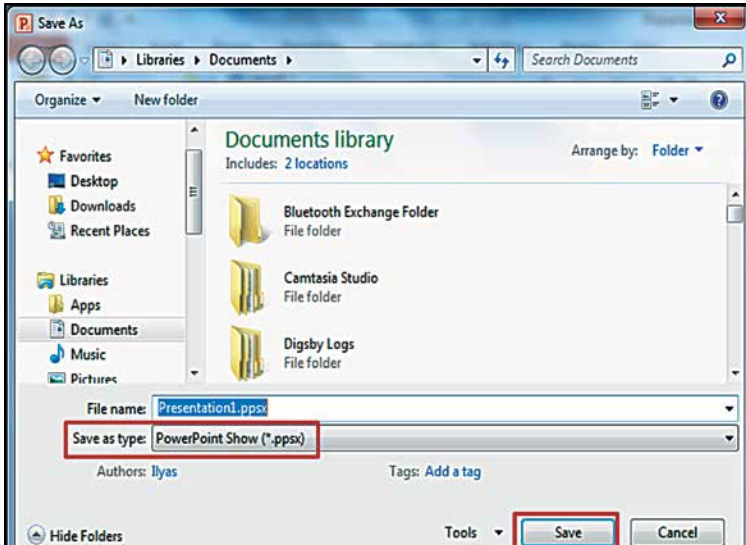 Save As
Libraries Documents
Search Documents
Organize New folder
Favorites
Desktop
Downloads
Recent Places
Libraries
Apps
Documents
Music
Pictures
Documents library
Includes: 2 locations
Arrange by: Folder
Bluetooth Exchange Folder
File folder
Camtasia Studio
File folder
Digsby Logs
File folder
File name: Presentation1.ppsx
Save as type: PowerPoint Show (*.ppsx)
Authors: Ilyas Tags: Add a tag
Hide Folders Tools Save Cancel